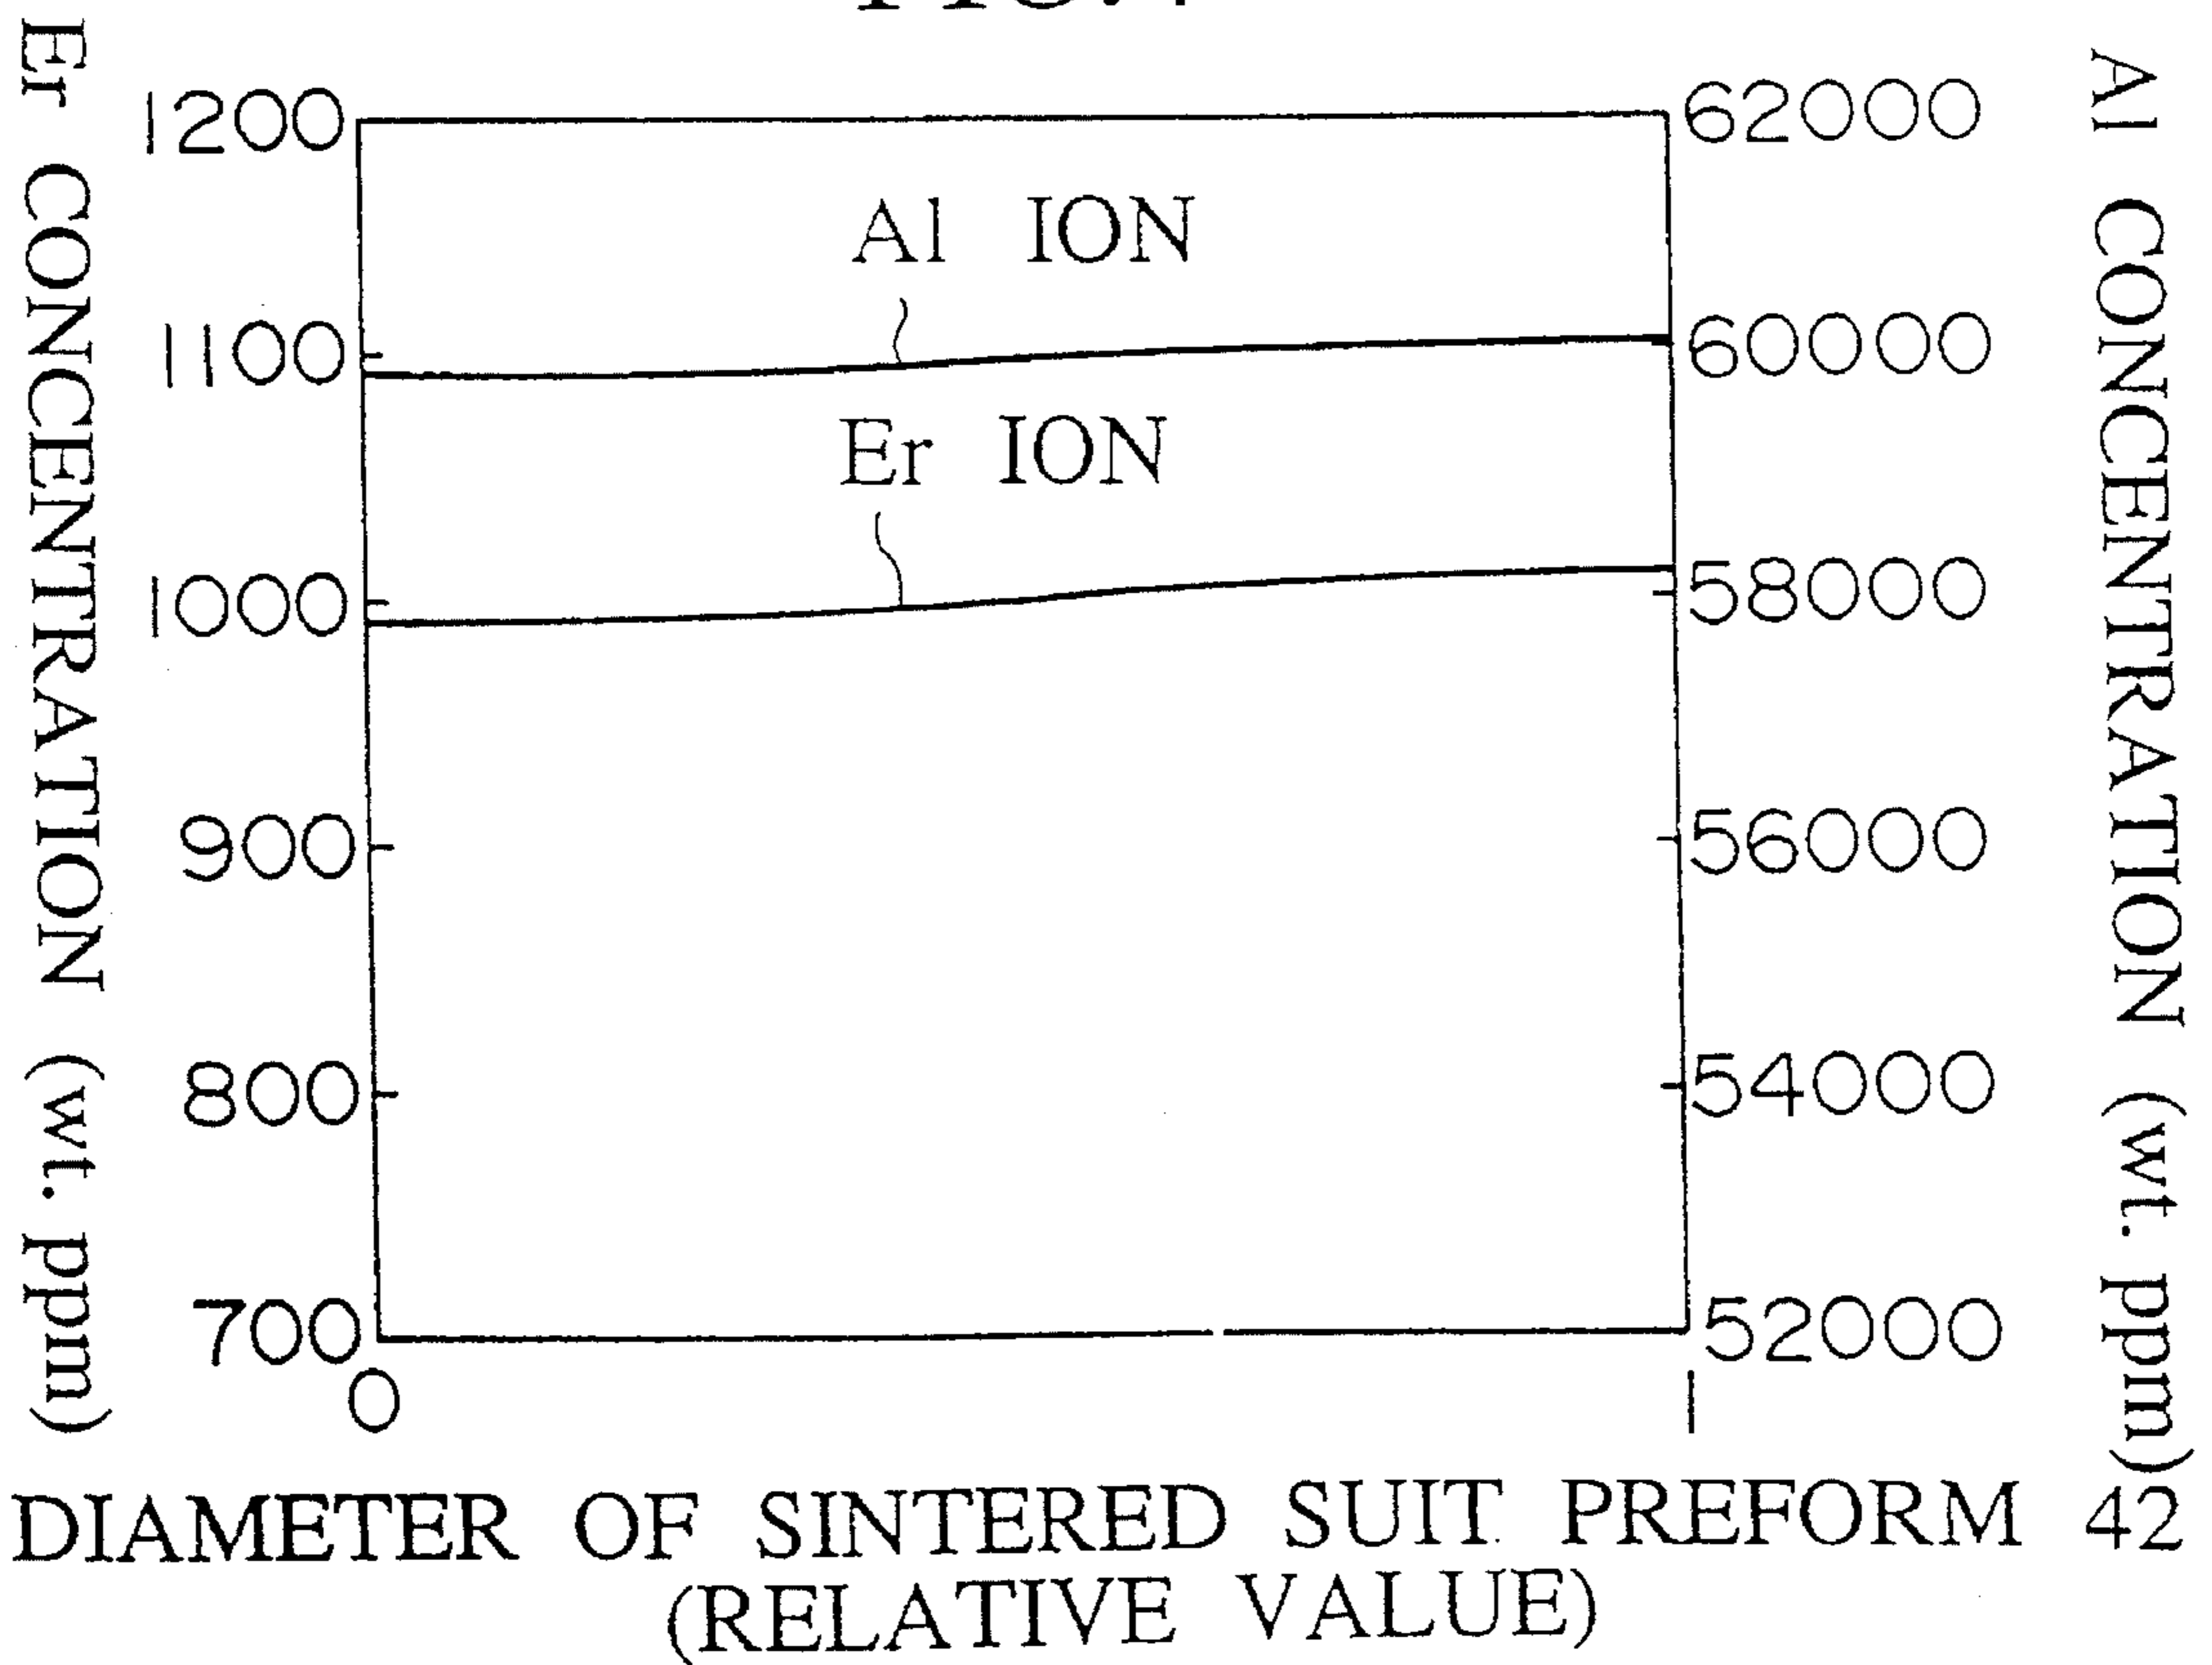 Er CONCENTRATION (wt. ppm)
1200
1100
1000
900
800
700
Al ION
Er ION
62000
60000
58000
56000
54000
52000
Al CONCENTRATION (wt. ppm)
0
1
DIAMETER OF SINTERED SUIT PREFORM 42
(RELATIVE VALUE)